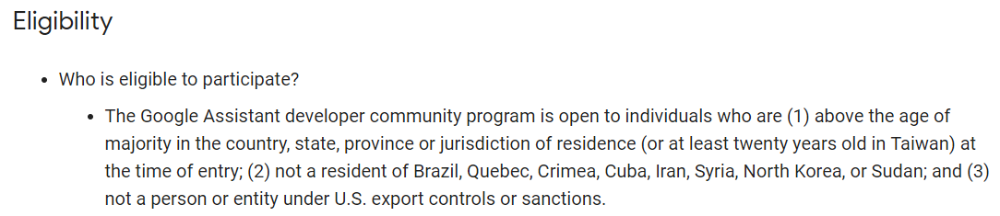 Eligibility
• Who is eligible to participate?
• The Google Assistant developer community program is open to individuals who are (1) above the age of
majority in the country, state, province or jurisdiction of residence (or at least twenty years old in Taiwan) at
the time of entry; (2) not a resident of Brazil, Quebec, Crimea, Cuba, Iran, Syria, North Korea, or Sudan; and (3)
not a person or entity under U.S. export controls or sanctions.